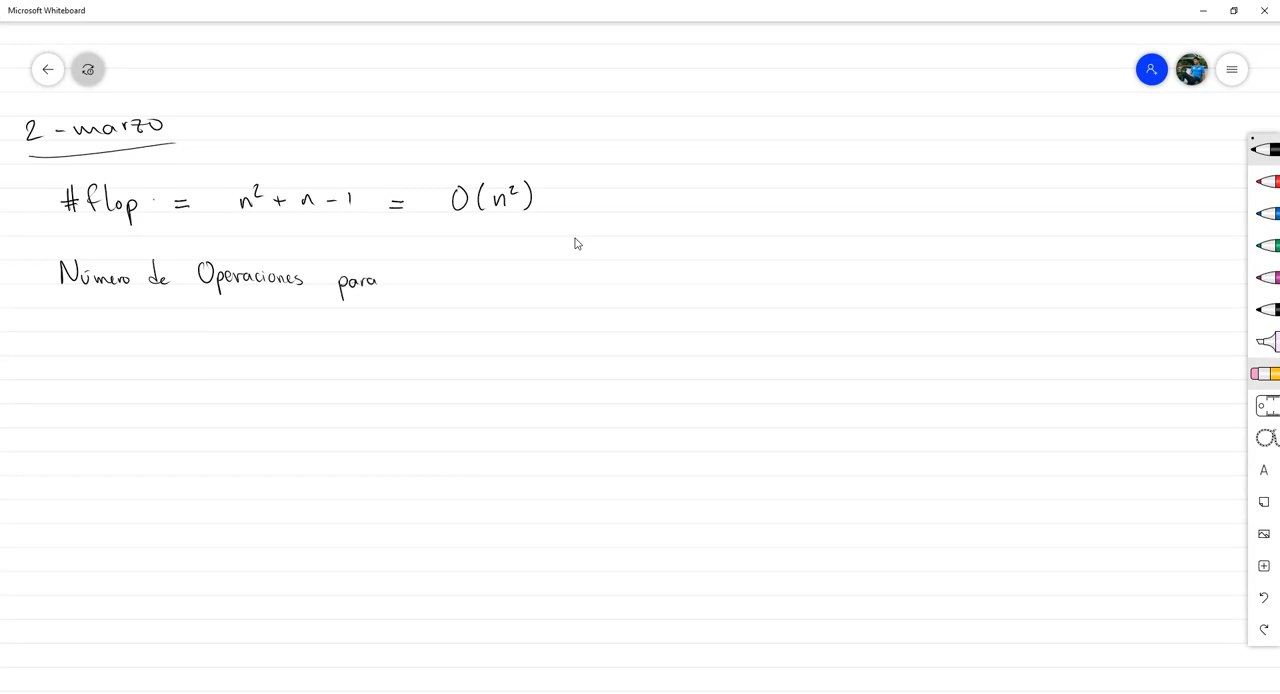 Microsoft Whiteboard
2 - marzo
#flop = n² + n - 1 = O(n²)
Número de Operaciones para
A